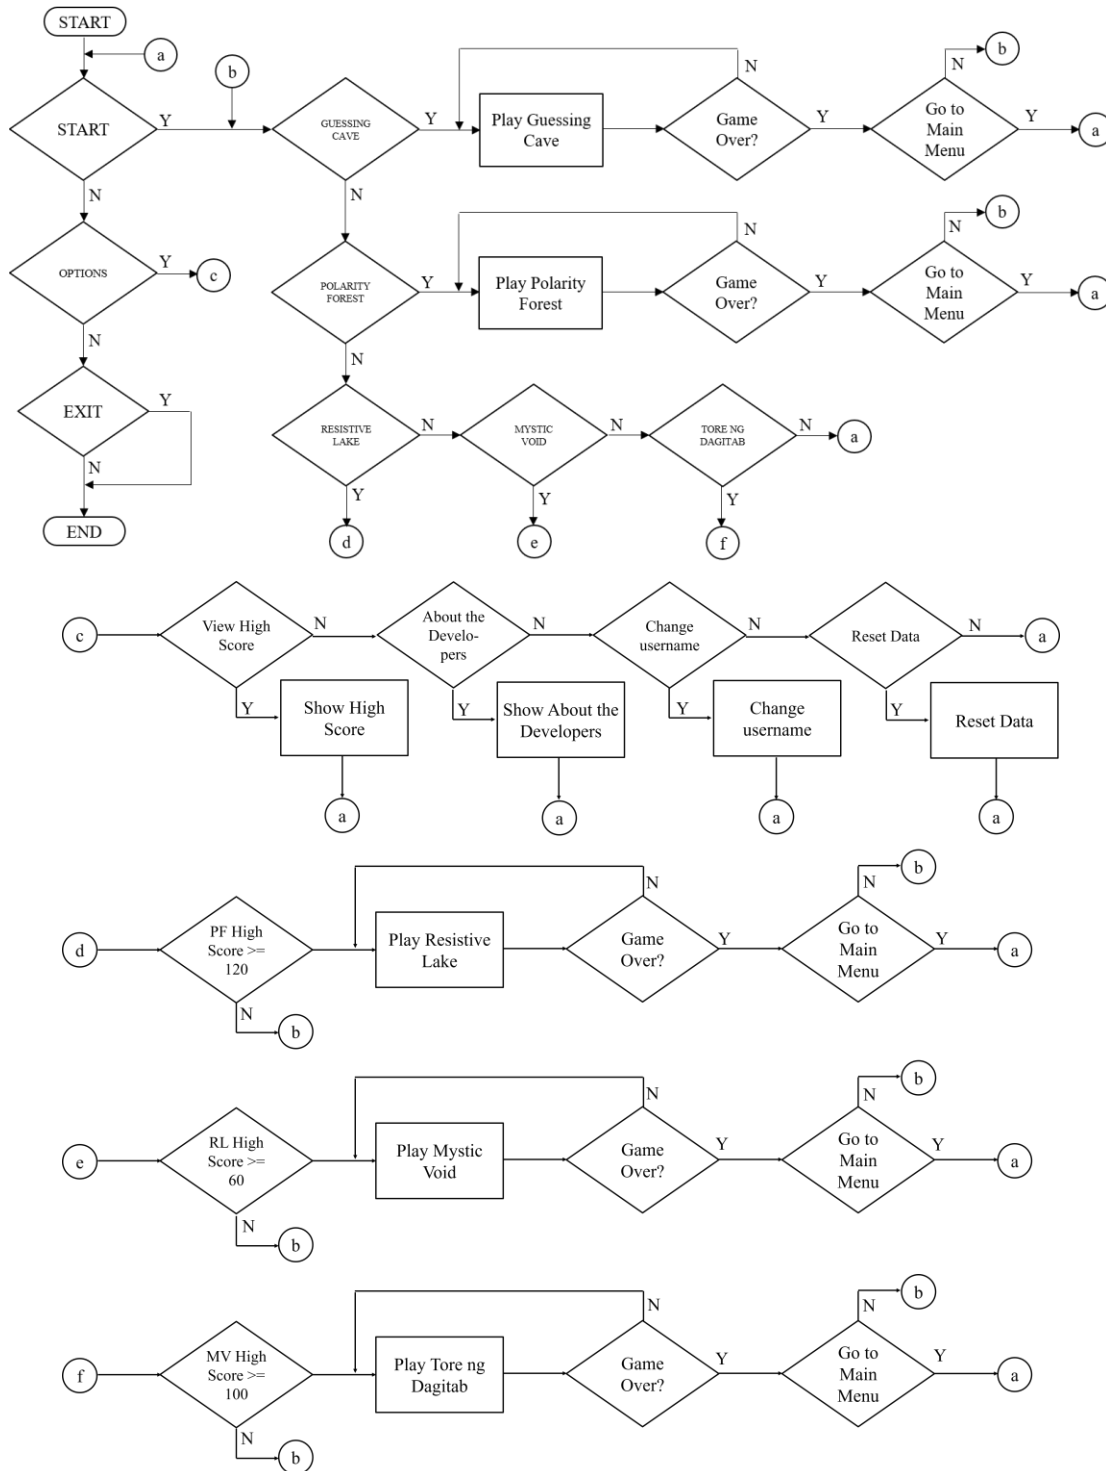 START
a
b
START
Y
GUESSING
CAVE
Y
Play Guessing
Cave
N
Game
Over?
Y
N
b
Go to
Main
Menu
Y
a
N
N
OPTIONS
Y
c
POLARITY
FOREST
Y
Play Polarity
Forest
N
Game
Over?
Y
N
b
Go to
Main
Menu
Y
a
N
N
EXIT
Y
N
END
RESISTIVE
LAKE
N
MYSTIC
VOID
N
TORE NG
DAGITAB
N
a
Y
Y
Y
d
e
f
c
View High
Score
N
About the
Develo-
pers
N
Change
username
N
Reset Data
N
a
Y
Show High
Score
Y
Show About the
Developers
Y
Change
username
Y
Reset Data
a
a
a
a
d
PF High
Score >=
120
N
b
Play Resistive
Lake
N
Game
Over?
Y
N
b
Go to
Main
Menu
Y
a
e
RL High
Score >=
60
N
b
Play Mystic
Void
N
Game
Over?
Y
N
b
Go to
Main
Menu
Y
a
f
MV High
Score >=
100
N
b
Play Tore ng
Dagitab
N
Game
Over?
Y
N
b
Go to
Main
Menu
Y
a